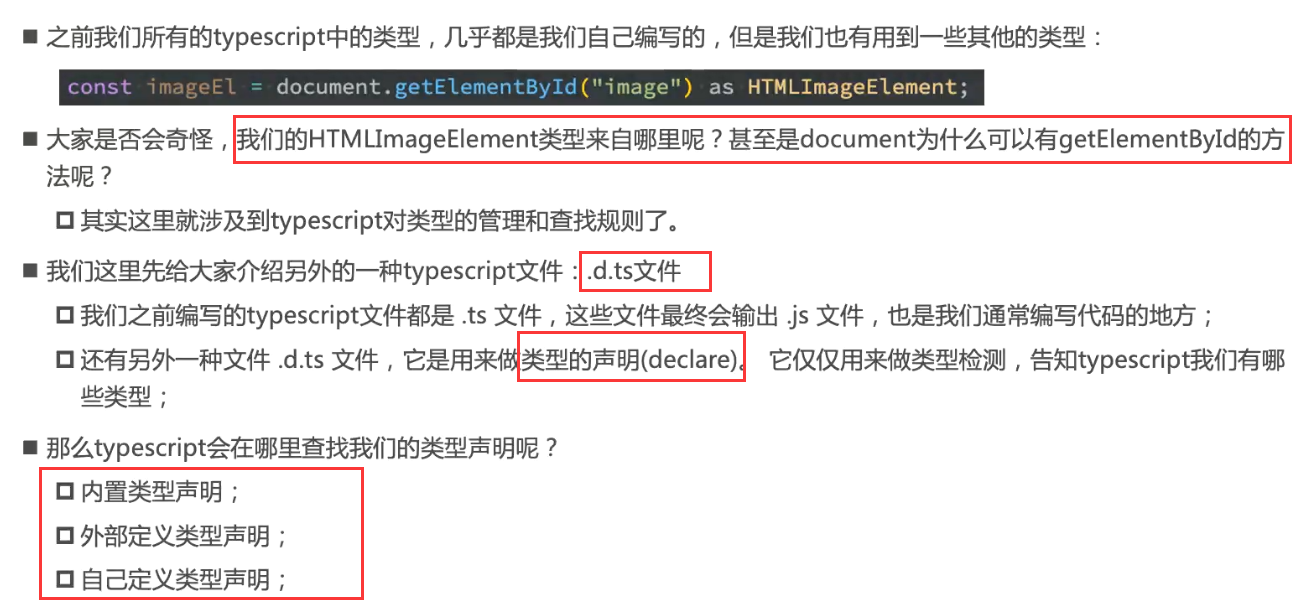 ■ 之前我们所有的typescript中的类型，几乎都是我们自己编写的，但是我们也有用到一些其他的类型：
const imageEl = document.getElementById("image") as HTMLImageElement;
■ 大家是否会奇怪，我们的HTMLImageElement类型来自哪里呢？甚至是document为什么可以有getElementById的方
法呢？
其实这里就涉及到typescript对类型的管理和查找规则了。
■ 我们这里先给大家介绍另外的一种typescript文件：.d.ts文件
我们之前编写的typescript文件都是 .ts 文件，这些文件最终会输出 .js 文件，也是我们通常编写代码的地方；
还有另外一种文件 .d.ts 文件，它是用来做类型的声明(declare)。 它仅仅用来做类型检测，告知typescript我们有哪
些类型；
■ 那么typescript会在哪里查找我们的类型声明呢？
内置类型声明；
外部定义类型声明；
自己定义类型声明；